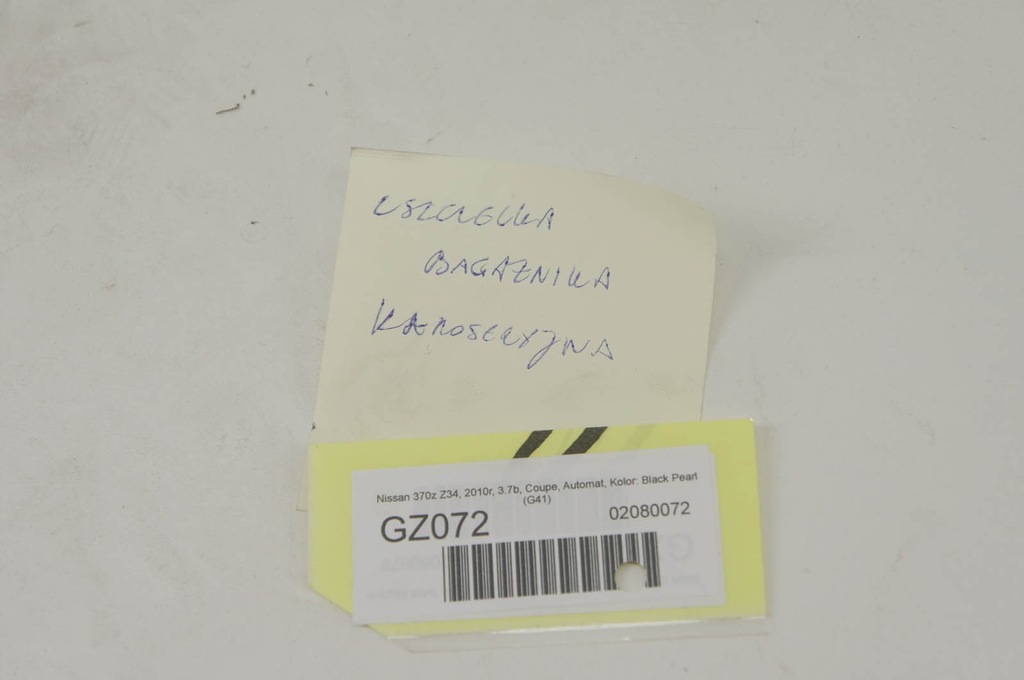 USZCZELKA
BAGAŻNIKA
KAROSERYJNA
Nissan 370z Z34, 2010r, 3.7b, Coupe, Automat, Kolor: Black Pearl
(G41)
GZ072
02080072